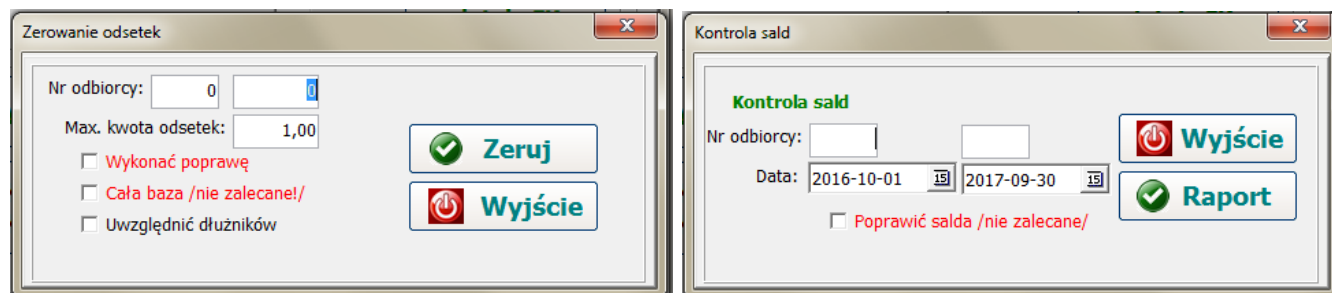 Zerowanie odsetek
Nr odbiorcy: 0 0
Max. kwota odsetek: 1,00
Wykonać poprawę
Cała baza /nie zalecane!/
Uwzględnić dłużników
Zeruj
Wyjście
Kontrola sald
Kontrola sald
Nr odbiorcy:
Data: 2016-10-01 15 2017-09-30 15
Poprawić salda /nie zalecane/
Wyjście
Raport